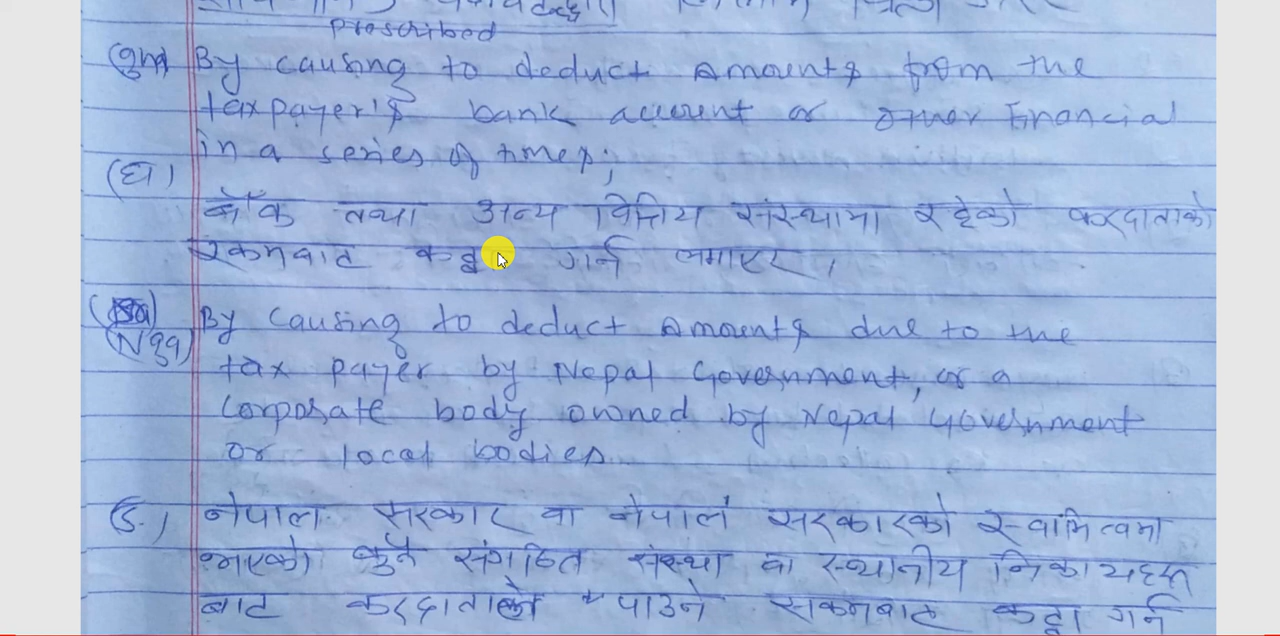 prescribed
(gha) By causing to deduct amounts from the
taxpayer's bank account or other financial
in a series of times;
(घ)
बैंक तथा अन्य वित्तिय संस्थामा रहेको करदाताको
रकमबाट कट्टा गर्न लगाएर,
By causing to deduct amounts due to the
(Nga)
tax payer by Nepal Government, or a
Corporate body owned by Nepal Government
or local bodies
(ङ.) नेपाल सरकार वा नेपाल सरकारको स्वामित्वमा
भएको कुनै संगठित संस्था वा स्थानीय निकायहरु
बाट करदाताले पाउने रकमबाट कट्टा गर्न